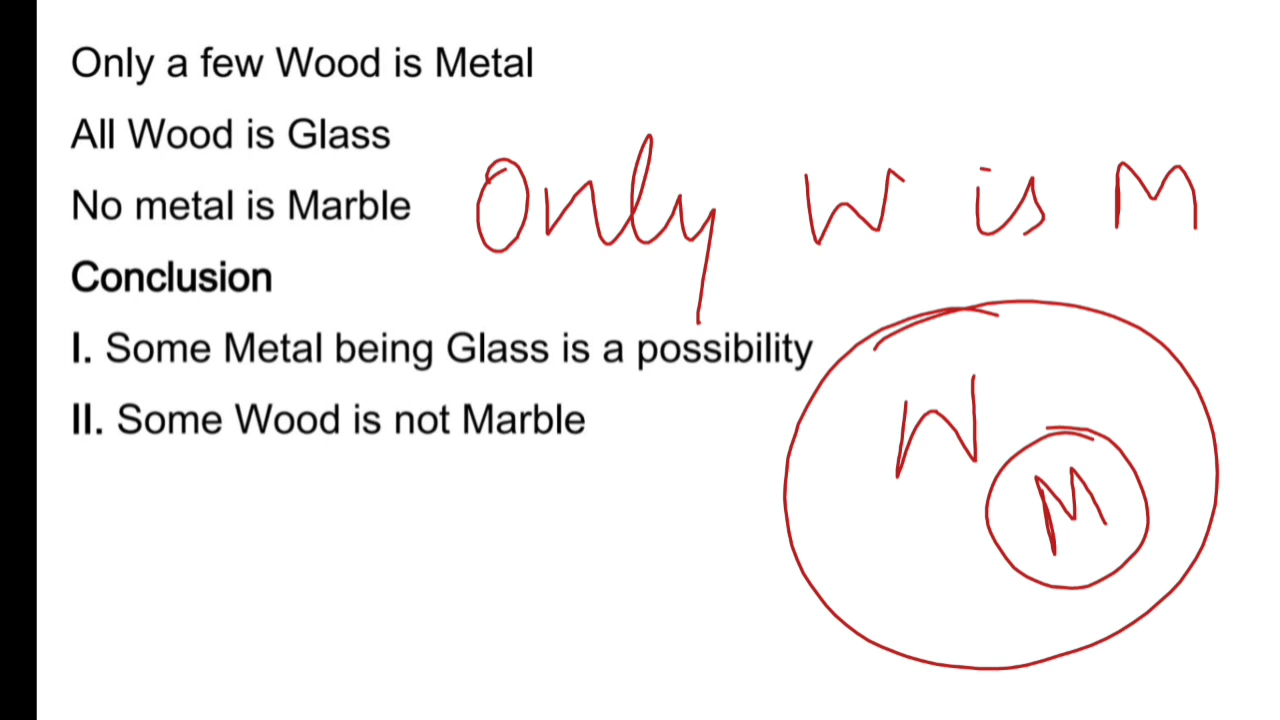 Only a few Wood is Metal
All Wood is Glass
No metal is Marble
Only W is M
Conclusion
I. Some Metal being Glass is a possibility
II. Some Wood is not Marble
W
M